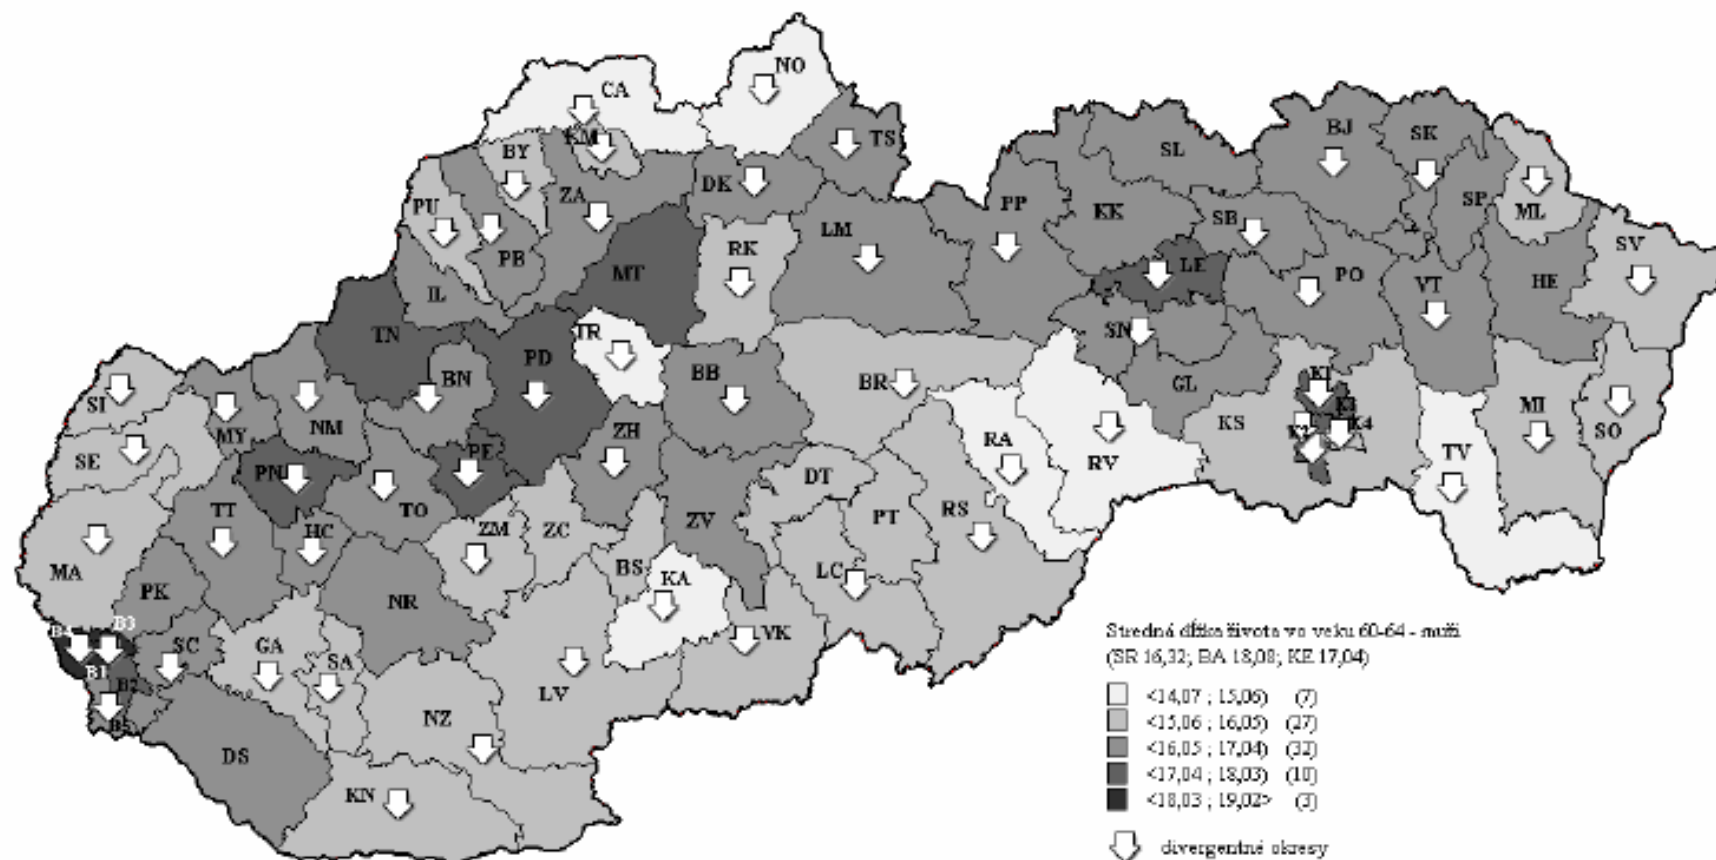 NO
CA
KM
TS
BY
DK
ZA
PU
PB
IL
RK
LM
MT
PP
SL
BJ
SK
KK
SB
SP
ML
SV
LE
PO
VT
HE
SN
GL
TN
PD
TR
BN
BB
BR
KS
K1
K3
K2
K4
TV
MI
SO
SI
MY
NM
SE
ZH
RA
RV
PN
PE
DT
TT
TO
HC
ZM
ZC
ZV
PT
RS
MA
PK
NR
BS
KA
LC
VK
B4
B3
B1
B2
B5
SC
GA
SA
LV
NZ
DS
KN
Stredná dĺžka života vo veku 60-64 - muži
(SR 16,32; BA 18,08; KE 17,04)
<14,07 ; 15,06) (7)
<15,06 ; 16,05) (27)
<16,05 ; 17,04) (32)
<17,04 ; 18,03) (10)
<18,03 ; 19,02> (3)
divergentné okresy